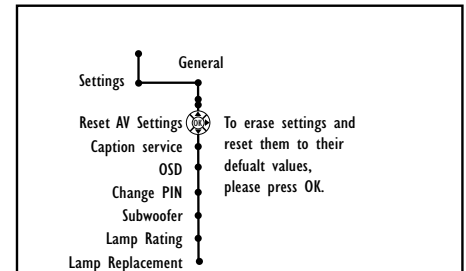 General
Settings
Reset AV Settings OK To erase settings and
Caption service reset them to their
OSD defualt values,
Change PIN please press OK.
Subwoofer
Lamp Rating
Lamp Replacement